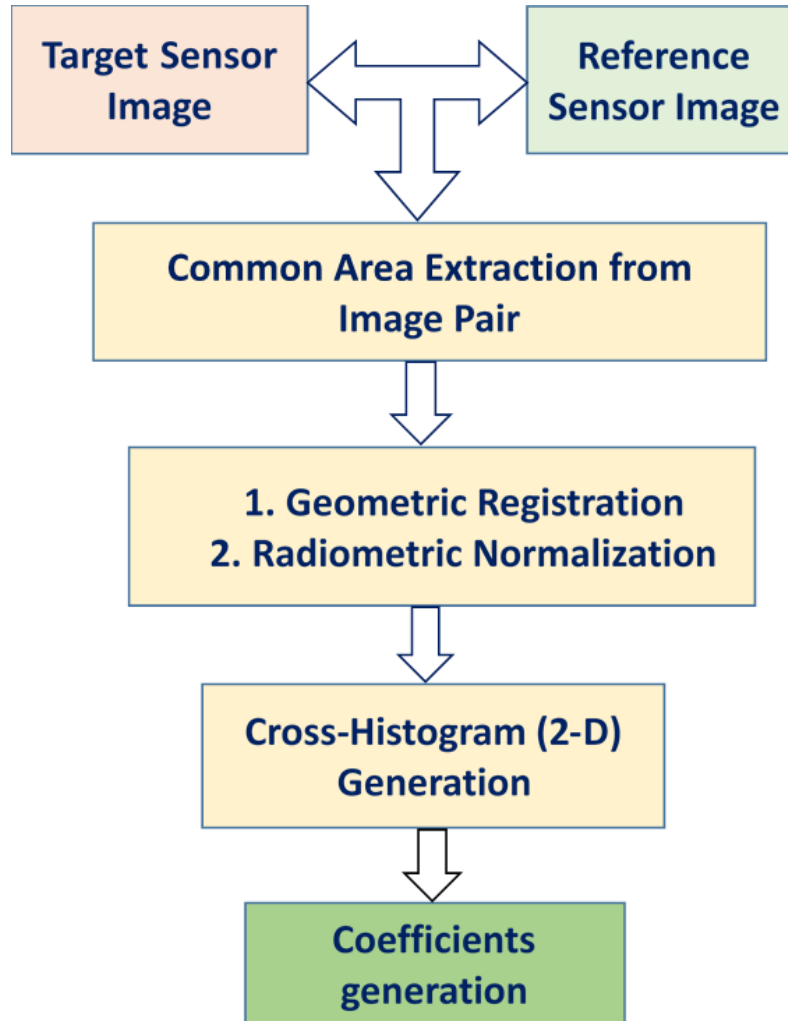 Target Sensor
Image
Reference
Sensor Image
Common Area Extraction from
Image Pair
1. Geometric Registration
2. Radiometric Normalization
Cross-Histogram (2-D)
Generation
Coefficients
generation